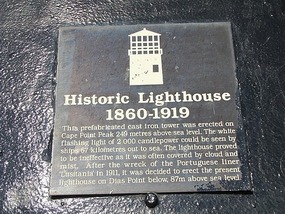 Historic Lighthouse
1860-1919
This prefabricated cast iron tower was erected on
Cape Point Peak 249 metres above sea level. The white
flashing light of 2 000 candlepower could be seen by
ships 67 kilometres out to sea. The lighthouse proved
to be ineffective as it was often covered by cloud and
mist. After the wreck of the Portuguese liner
'Lusitania' in 1911, it was decided to erect the present
lighthouse on Dias Point below, 87m above sea level